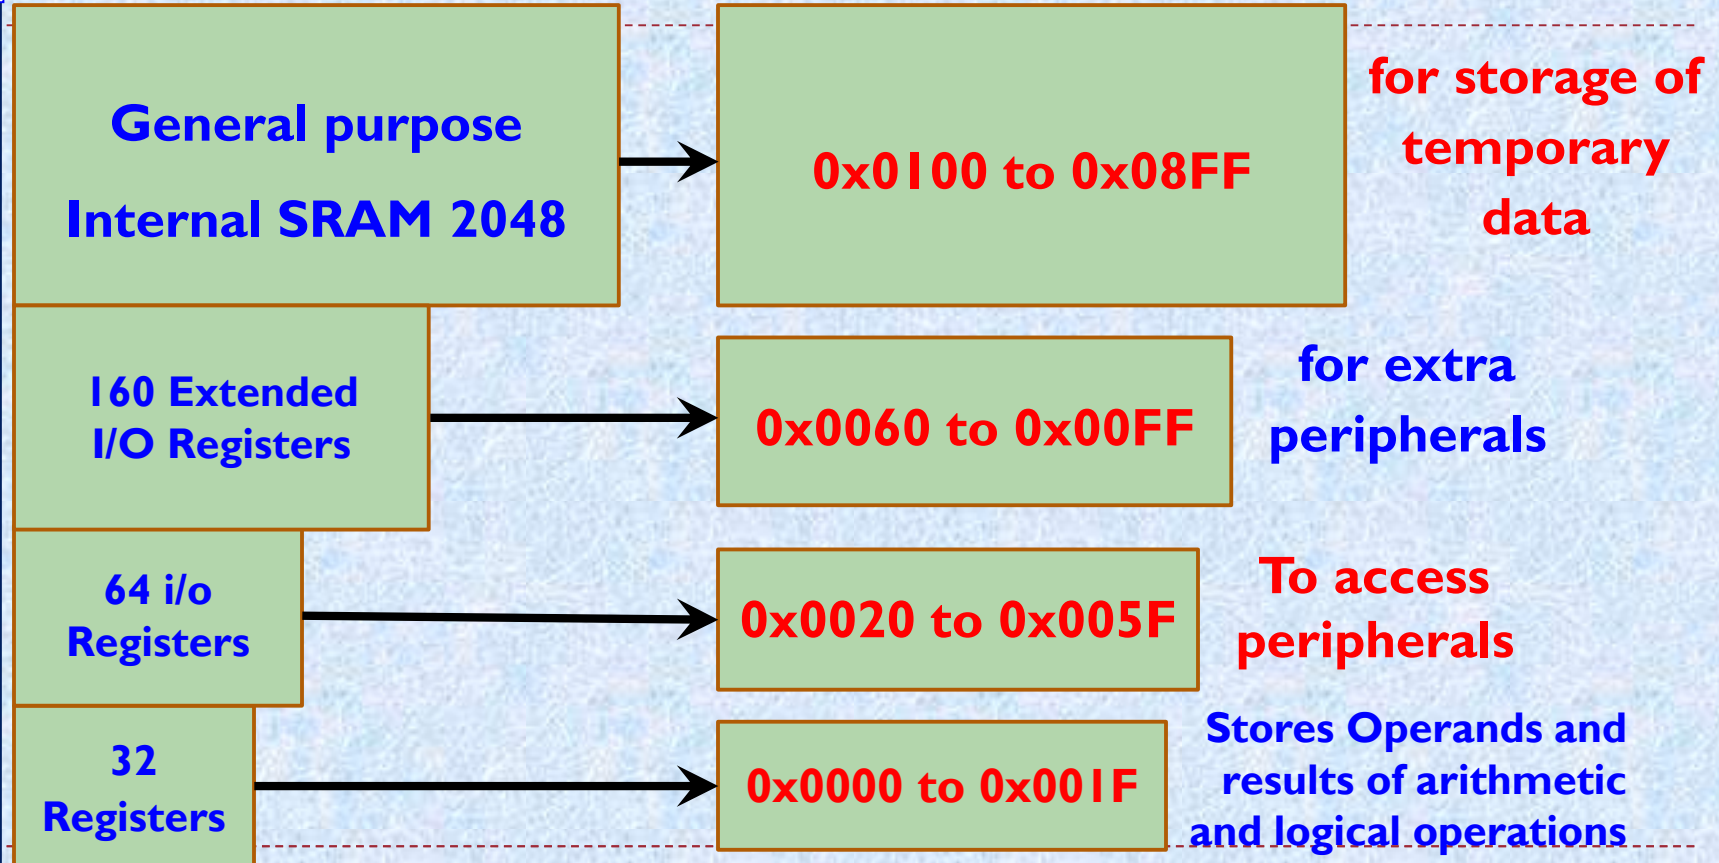 General purpose
Internal SRAM 2048
0x0100 to 0x08FF
for storage of
temporary
data
160 Extended
I/O Registers
0x0060 to 0x00FF
for extra
peripherals
64 i/o
Registers
0x0020 to 0x005F
To access
peripherals
32
Registers
0x0000 to 0x001F
Stores Operands and
results of arithmetic
and logical operations